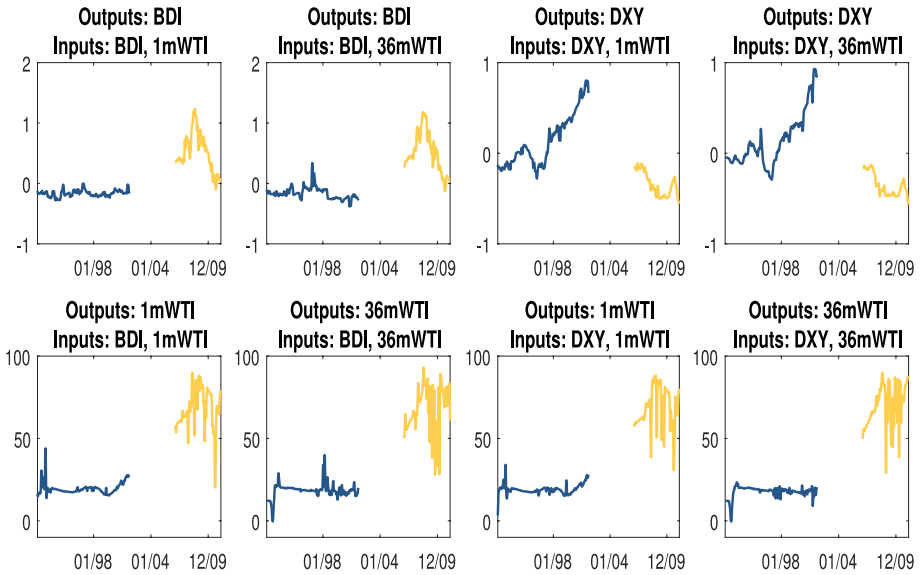 Outputs: BDI
Inputs: BDI, 1mWTI
2
1
0
-1
01/98 01/04 12/09
Outputs: BDI
Inputs: BDI, 36mWTI
2
1
0
-1
01/98 01/04 12/09
Outputs: DXY
Inputs: DXY, 1mWTI
1
0
-1
01/98 01/04 12/09
Outputs: DXY
Inputs: DXY, 36mWTI
1
0
-1
01/98 01/04 12/09
Outputs: 1mWTI
Inputs: BDI, 1mWTI
100
50
0
01/98 01/04 12/09
Outputs: 36mWTI
Inputs: BDI, 36mWTI
100
50
0
01/98 01/04 12/09
Outputs: 1mWTI
Inputs: DXY, 1mWTI
100
50
0
01/98 01/04 12/09
Outputs: 36mWTI
Inputs: DXY, 36mWTI
100
50
0
01/98 01/04 12/09